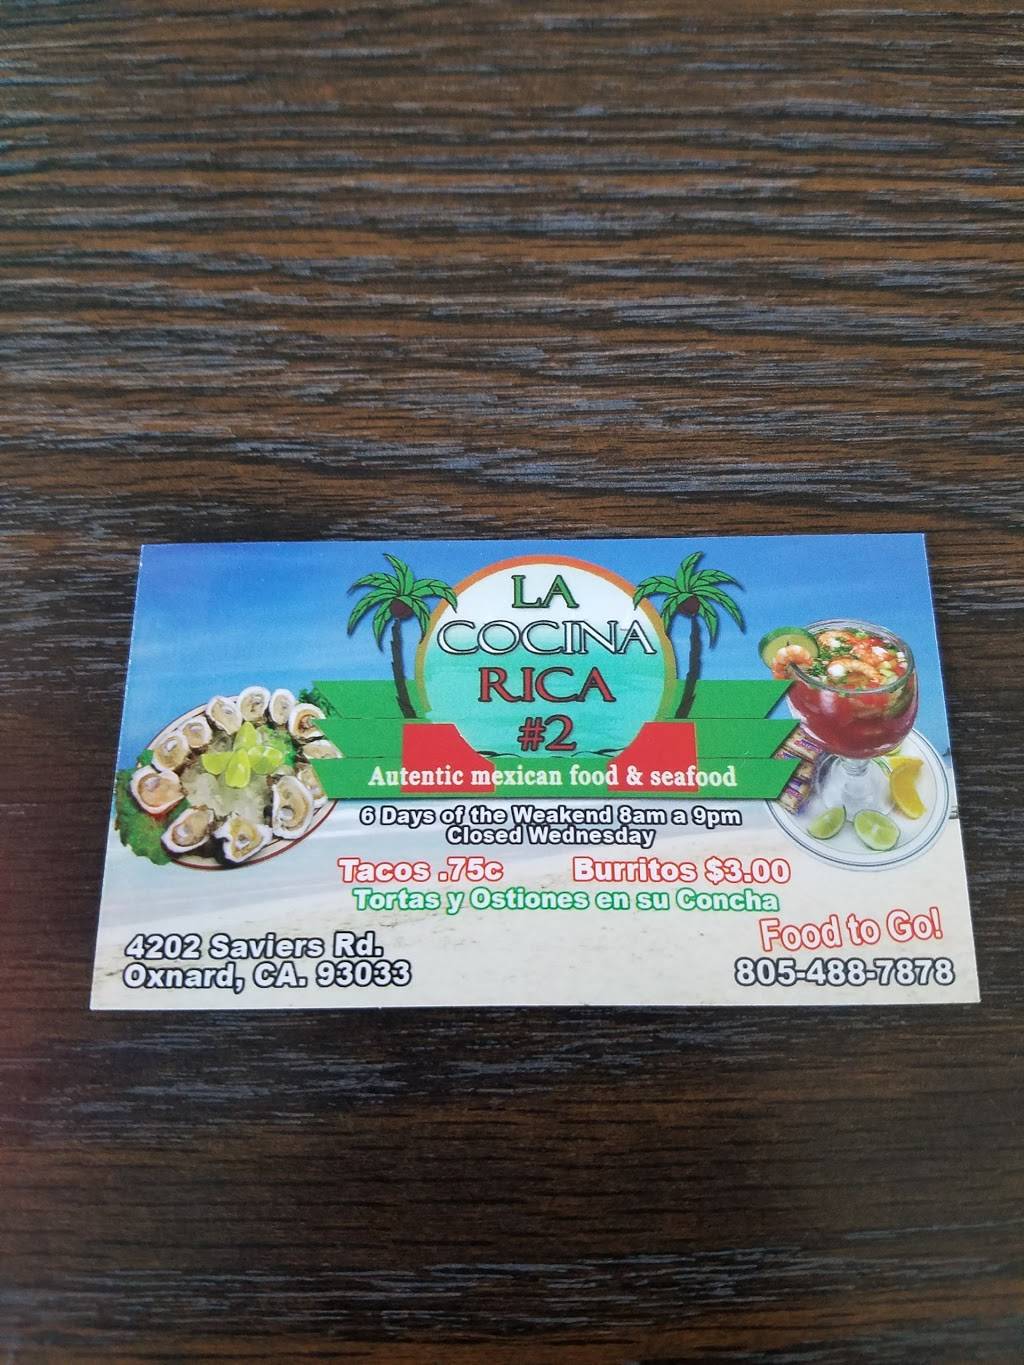 LA
COCINA
RICA
#2
Autentic mexican food & seafood
6 Days of the Weakend 8am a 9pm
Closed Wednesday
Tacos .75c Burritos $3.00
Tortas y Ostiones en su Concha
Food to Go!
4202 Saviers Rd.
Oxnard, CA. 93033
805-488-7878